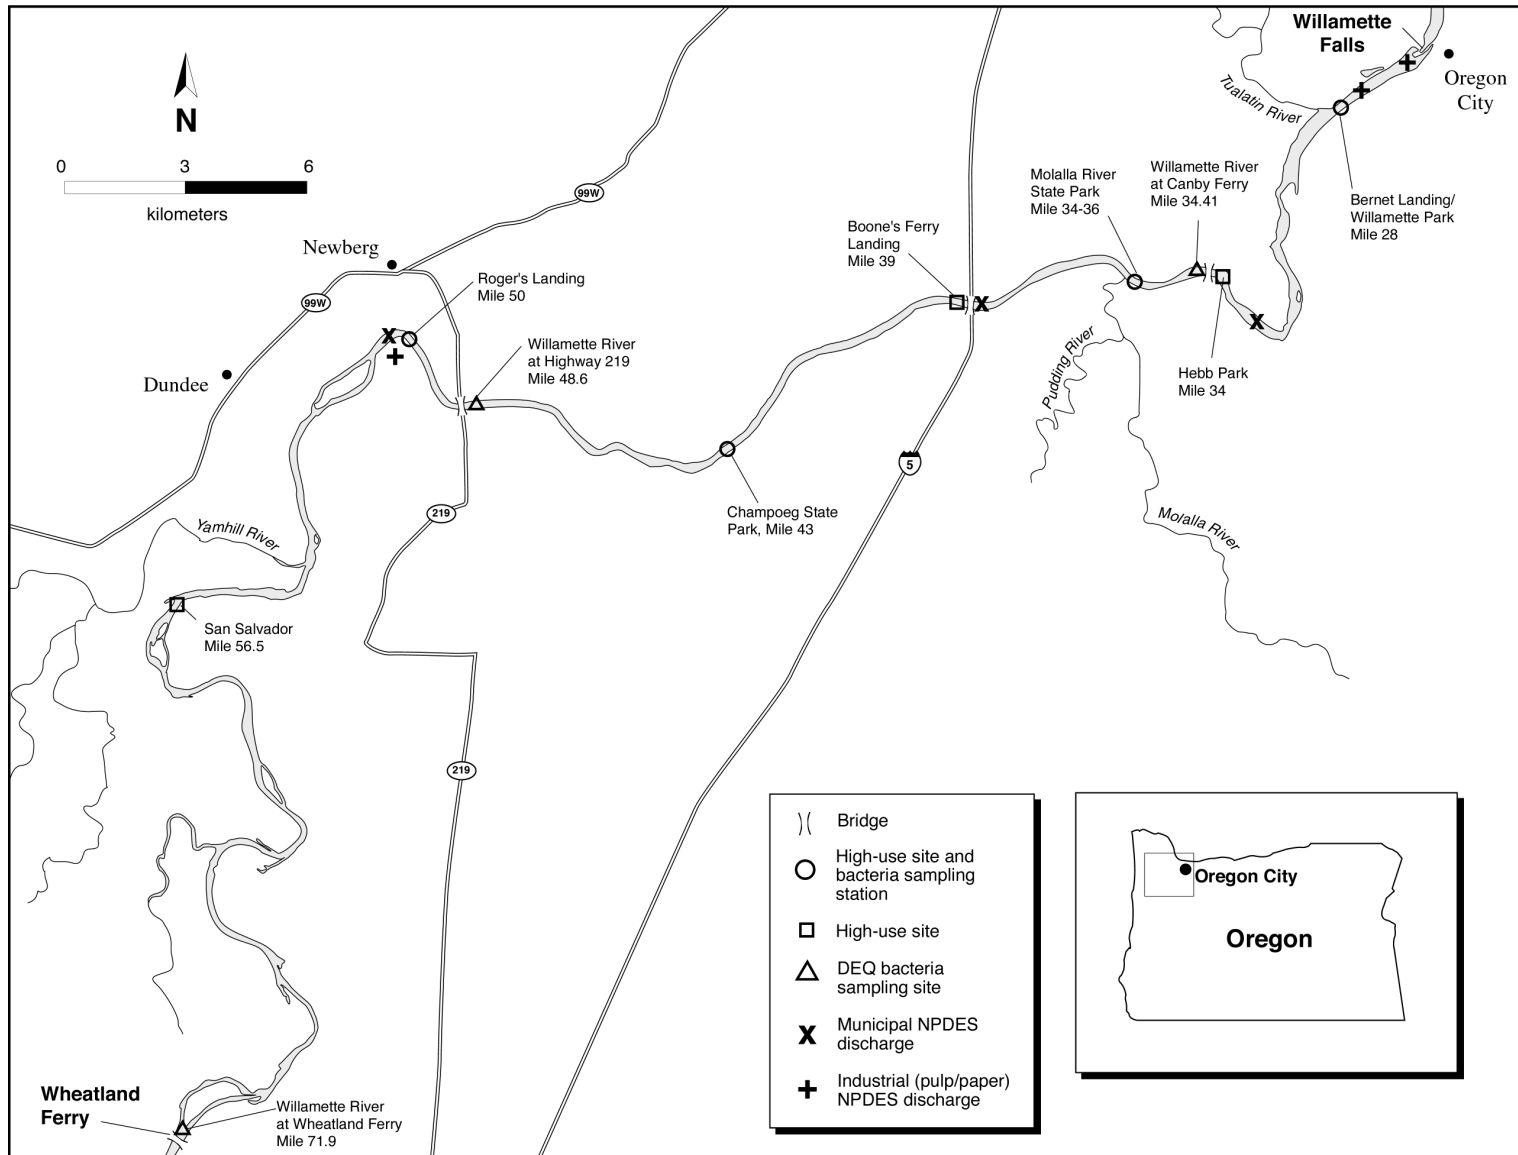 Willamette
Falls
Oregon
City
Tualatin River
N
0 3 6
kilometers
99W
Molalla River
State Park
Mile 34-36
Willamette River
at Canby Ferry
Mile 34.41
Bernet Landing/
Willamette Park
Mile 28
Boone's Ferry
Landing
Mile 39
Newberg
Roger's Landing
Mile 50
99W
Willamette River
at Highway 219
Mile 48.6
Dundee
Pudding River
Hebb Park
Mile 34
5
219
Champoeg State
Park, Mile 43
Yamhill River
Molalla River
San Salvador
Mile 56.5
219
Bridge
High-use site and
bacteria sampling
station
High-use site
DEQ bacteria
sampling site
Municipal NPDES
discharge
Industrial (pulp/paper)
NPDES discharge
Oregon City
Oregon
Wheatland
Ferry
Willamette River
at Wheatland Ferry
Mile 71.9